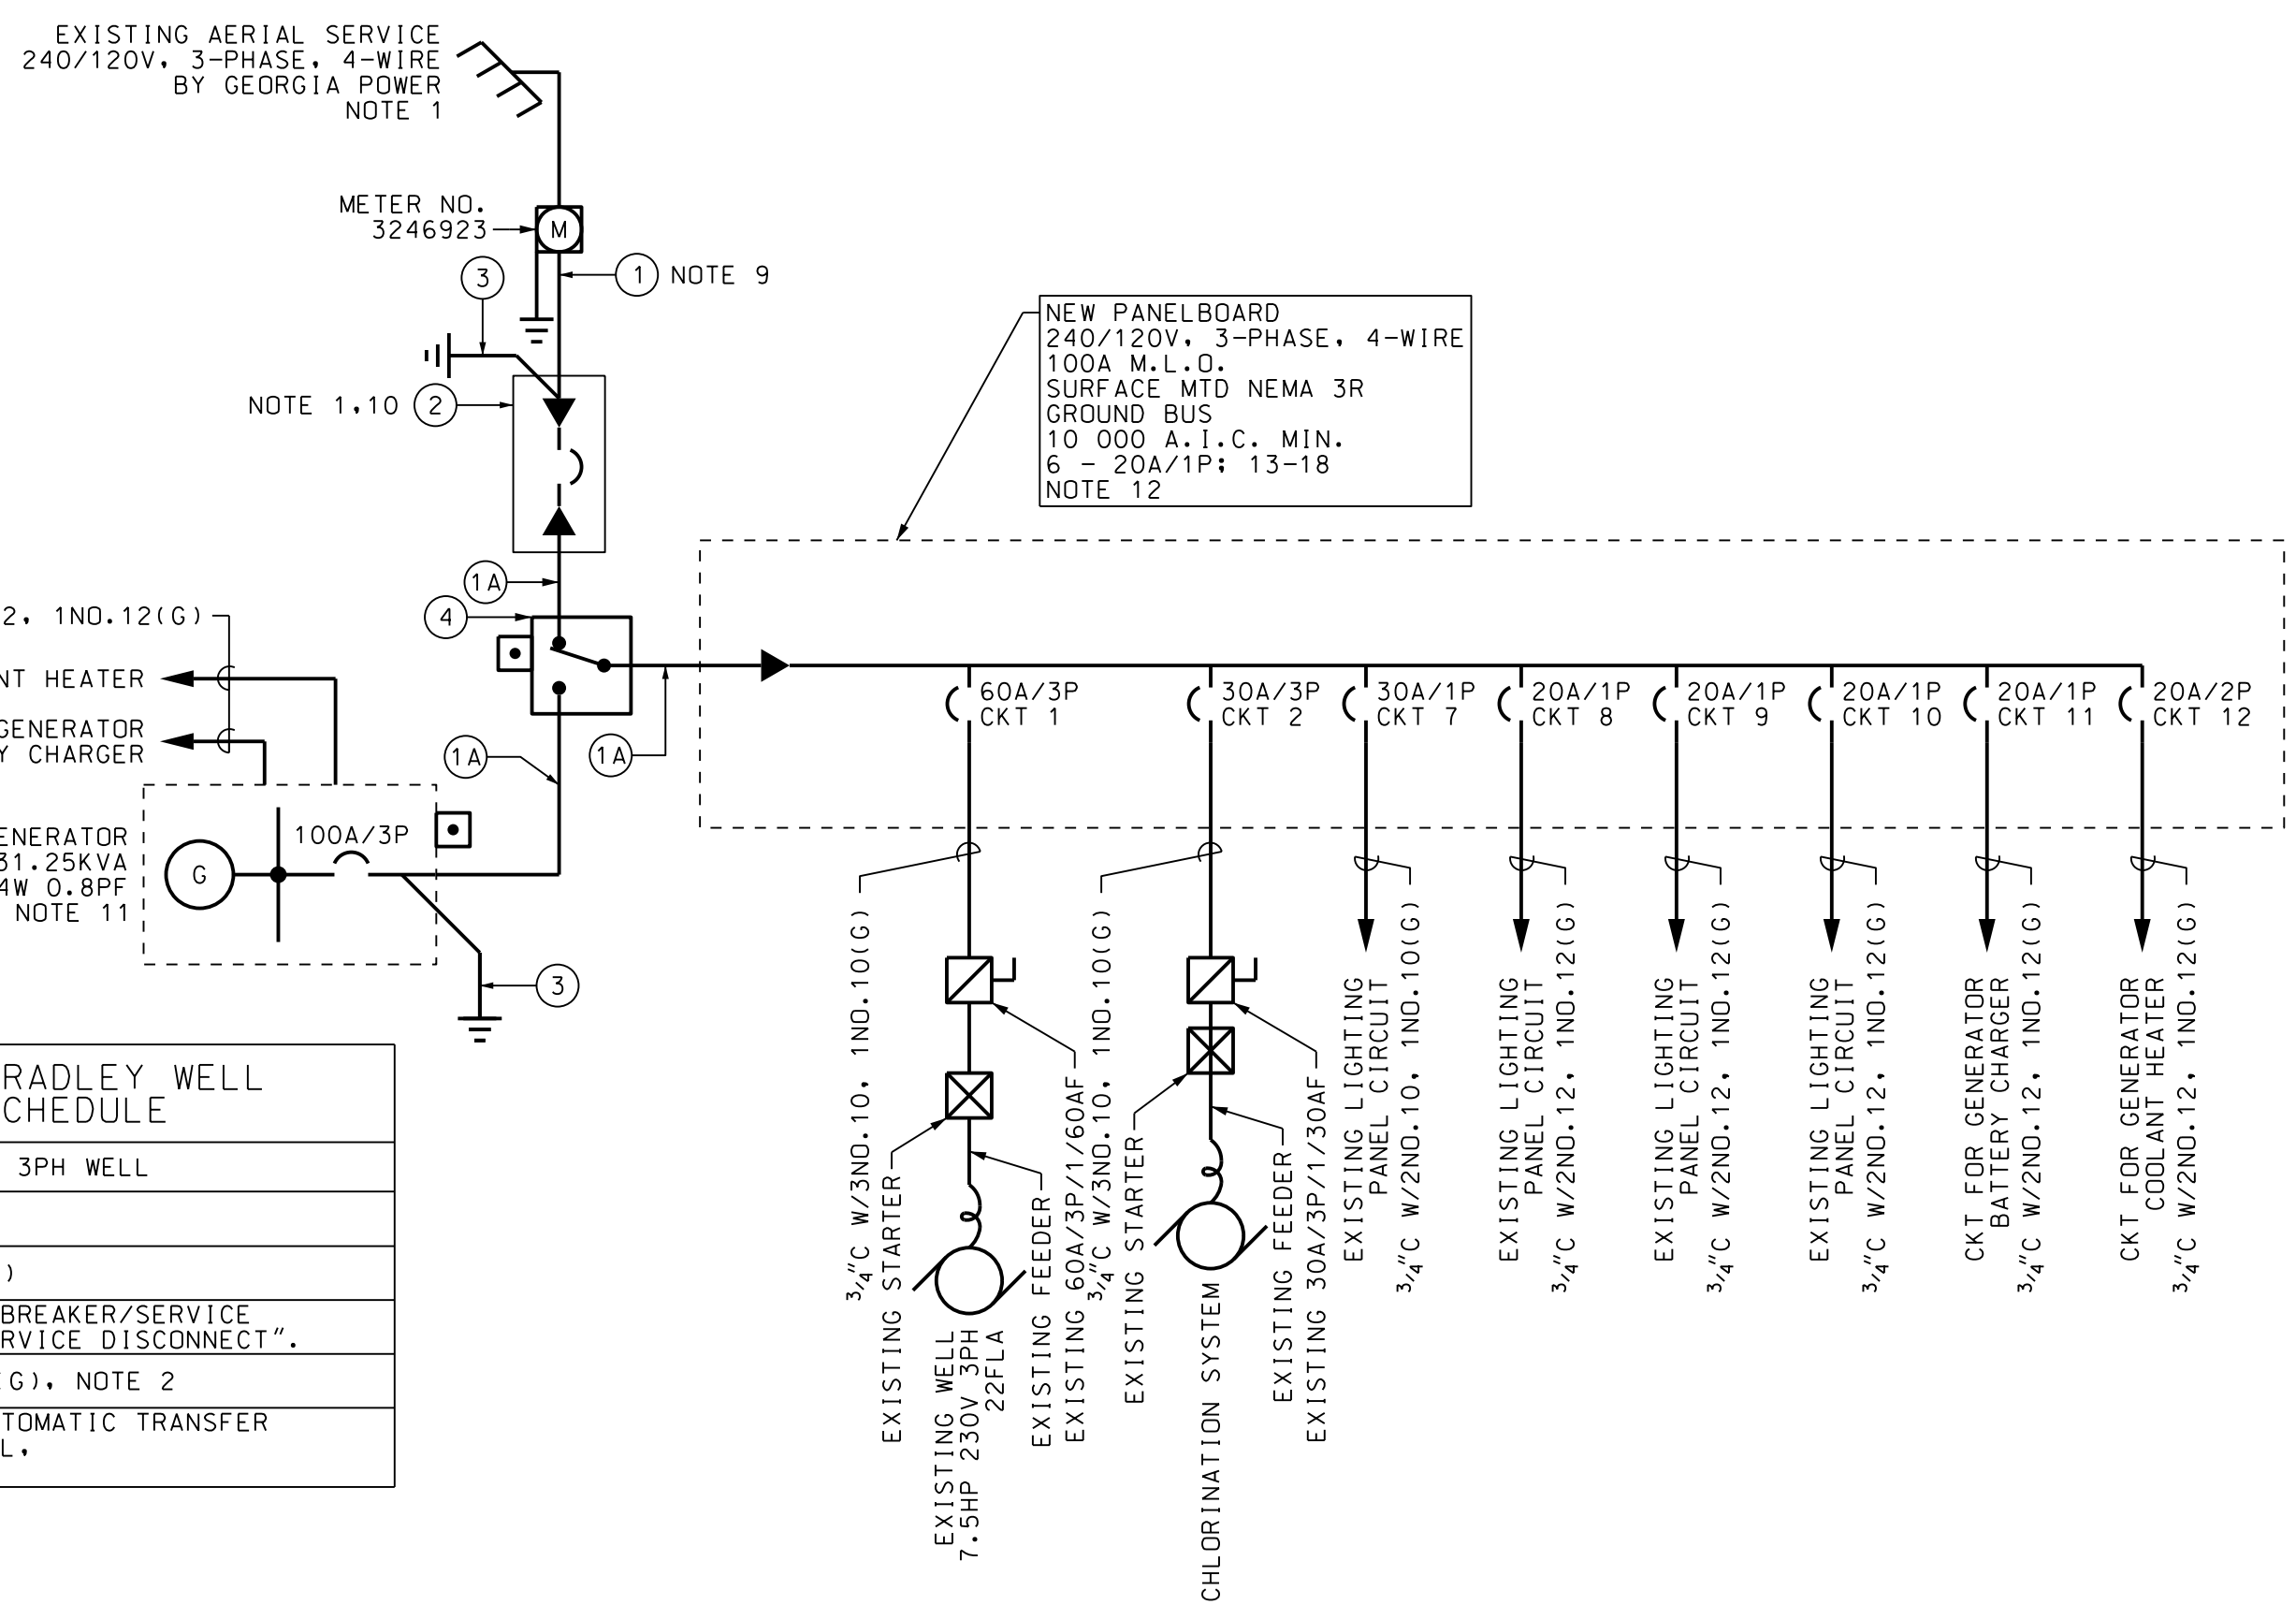 EXISTING AERIAL SERVICE
240/120V, 3-PHASE, 4-WIRE
BY GEORGIA POWER
NOTE 1
METER NO.
3246923
M
3
1
NOTE 9
NOTE 1,10
2
NEW PANELBOARD
240/120V, 3-PHASE, 4-WIRE
100A M.L.O.
SURFACE MTD NEMA 3R
GROUND BUS
10 000 A.I.C. MIN.
6 - 20A/1P; 13-18
NOTE 12
1A
4
2, 1NO.12(G)
NT HEATER
GENERATOR
Y CHARGER
1A
1A
60A/3P
CKT 1
30A/3P
CKT 2
30A/1P
CKT 7
20A/1P
CKT 8
20A/1P
CKT 9
20A/1P
CKT 10
20A/1P
CKT 11
20A/2P
CKT 12
ENERATOR
31.25KVA
4W 0.8PF
NOTE 11
G
100A/3P
3
3/4"C W/3NO.10, 1NO.10(G)
EXISTING STARTER
EXISTING WELL
7.5HP 230V 3PH
22FLA
EXISTING FEEDER
EXISTING 60A/3P/1/60AF
3/4"C W/3NO.10, 1NO.10(G)
EXISTING STARTER
CHLORINATION SYSTEM
EXISTING FEEDER
EXISTING 30A/3P/1/30AF
EXISTING LIGHTING
PANEL CIRCUIT
3/4"C W/2NO.10, 1NO.10(G)
EXISTING LIGHTING
PANEL CIRCUIT
3/4"C W/2NO.12, 1NO.12(G)
EXISTING LIGHTING
PANEL CIRCUIT
3/4"C W/2NO.12, 1NO.12(G)
EXISTING LIGHTING
PANEL CIRCUIT
3/4"C W/2NO.12, 1NO.12(G)
CKT FOR GENERATOR
BATTERY CHARGER
3/4"C W/2NO.12, 1NO.12(G)
CKT FOR GENERATOR
COOLANT HEATER
3/4"C W/2NO.12, 1NO.12(G)
RADLEY WELL
CHEDULE
3PH WELL
)
BREAKER/SERVICE
RVICE DISCONNECT".
G), NOTE 2
TOMATIC TRANSFER
L,